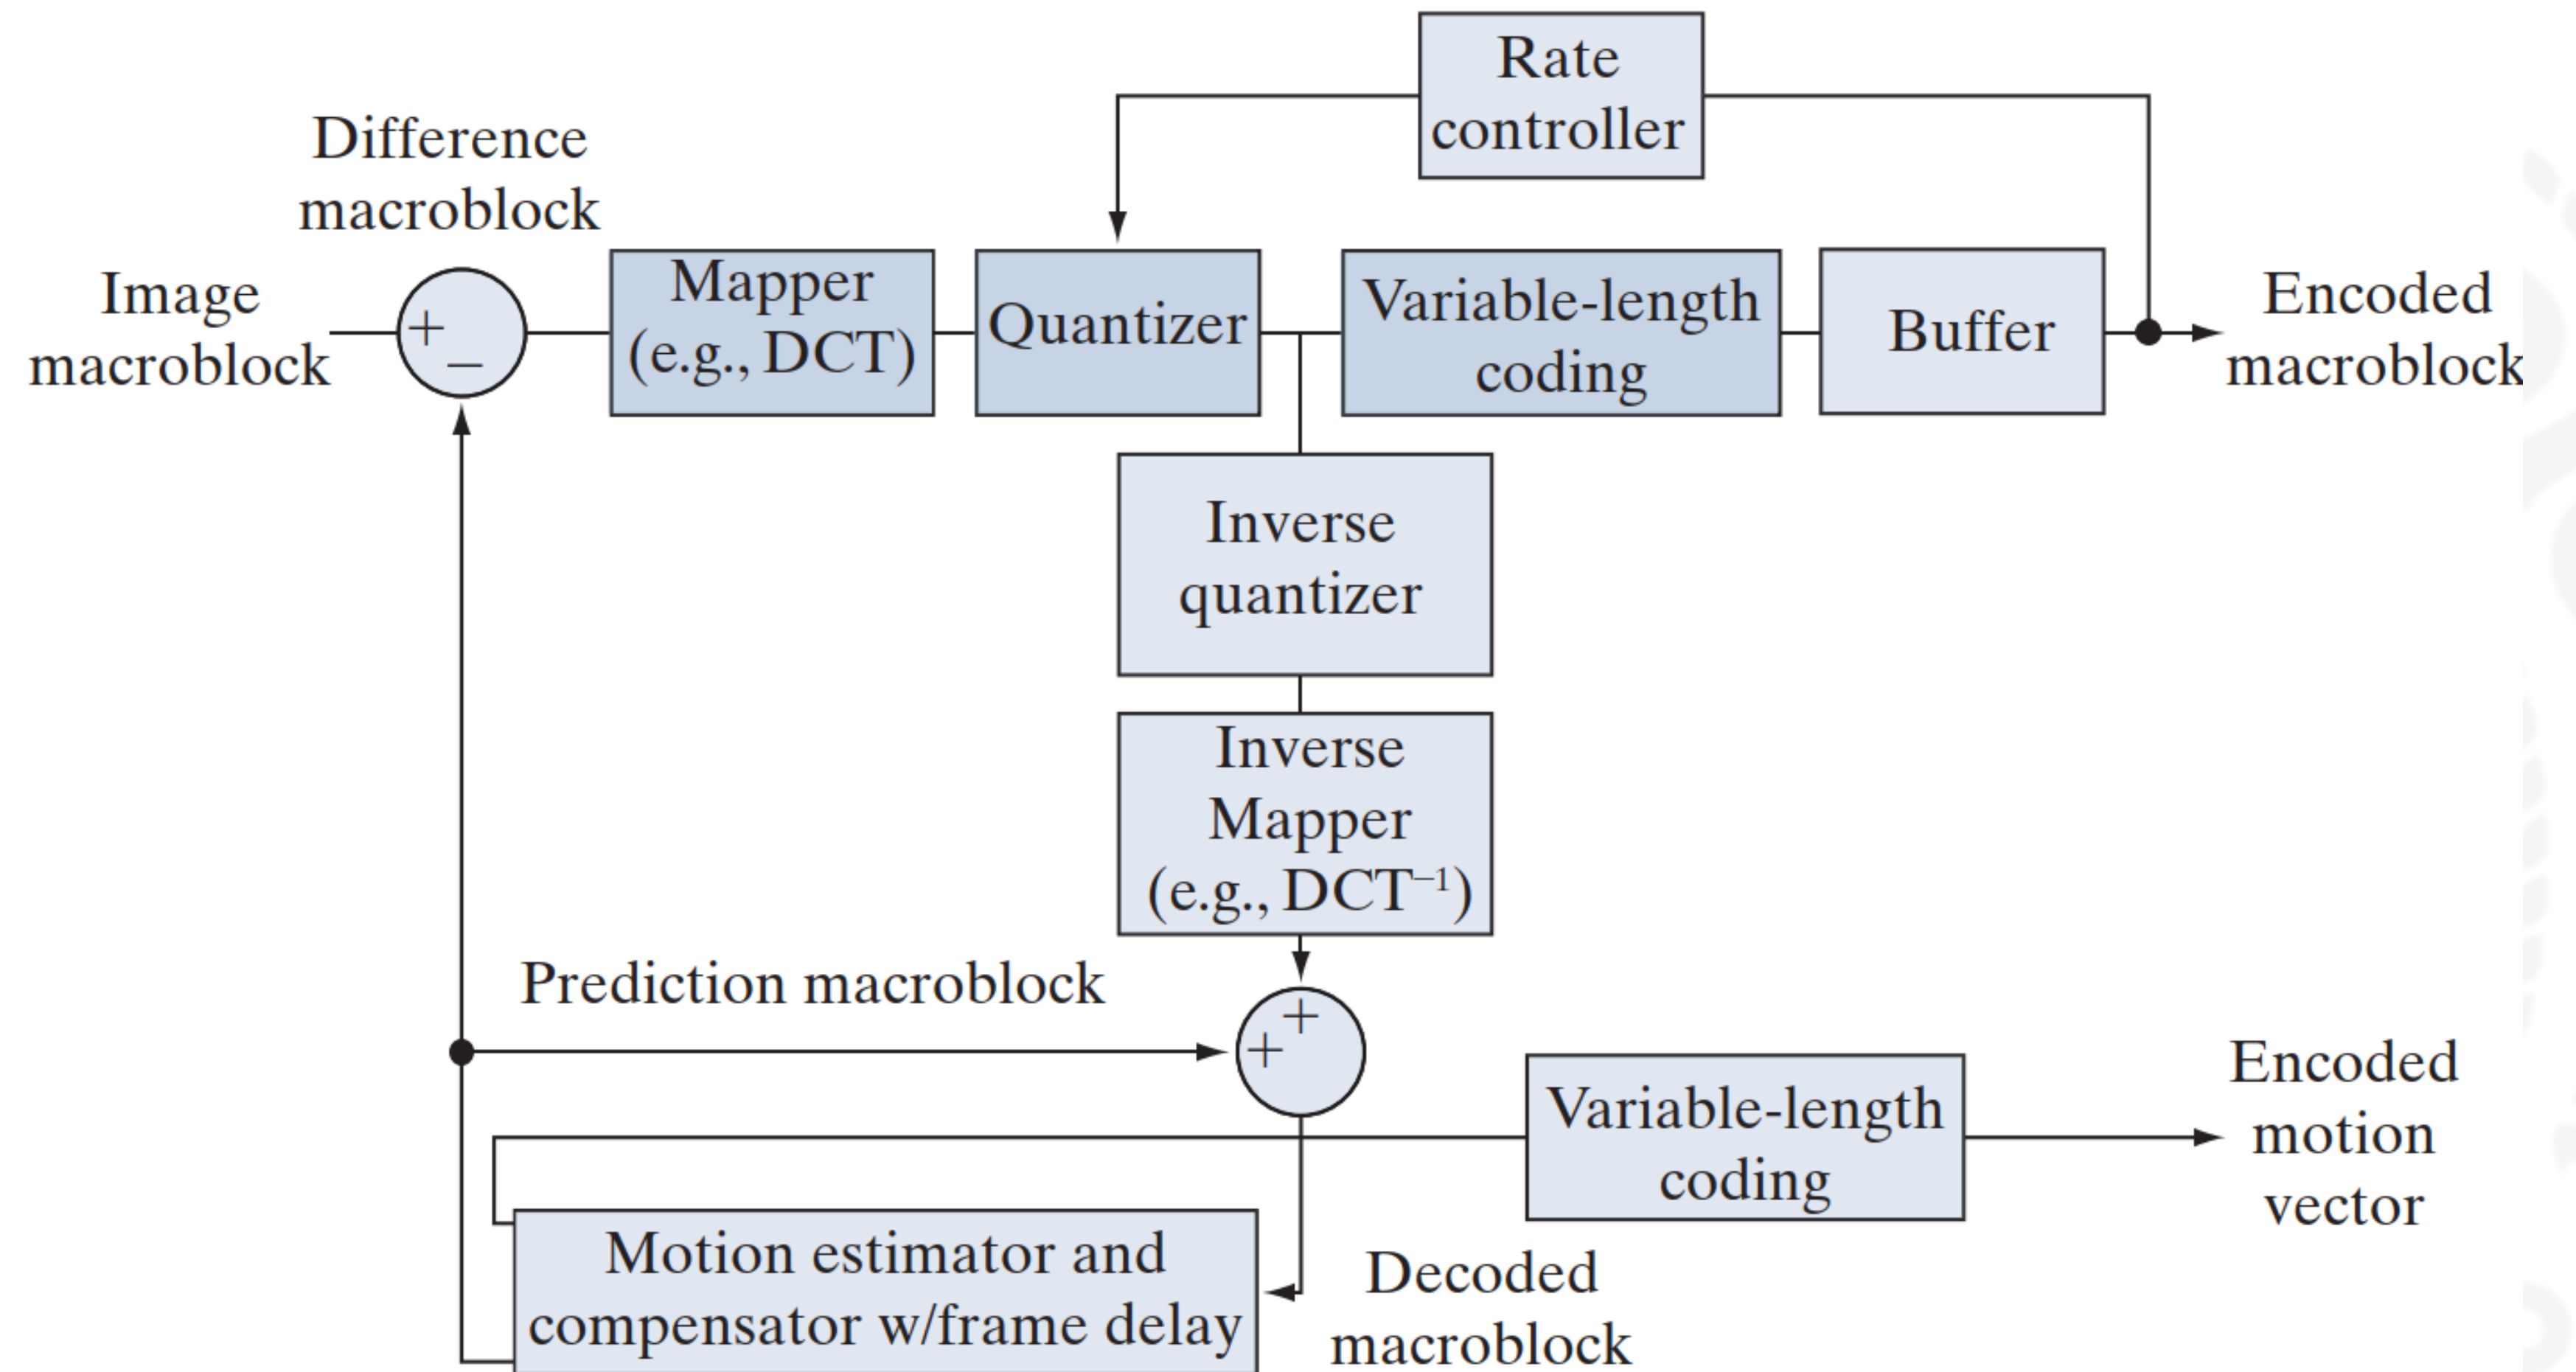 Rate
controller
Difference
macroblock
Image
macroblock
+
−
Mapper
(e.g., DCT)
Quantizer
Variable-length
coding
Buffer
Encoded
macroblock
Inverse
quantizer
Inverse
Mapper
(e.g., DCT⁻¹)
Prediction macroblock
+
+
Variable-length
coding
Encoded
motion
vector
Motion estimator and
compensator w/frame delay
Decoded
macroblock